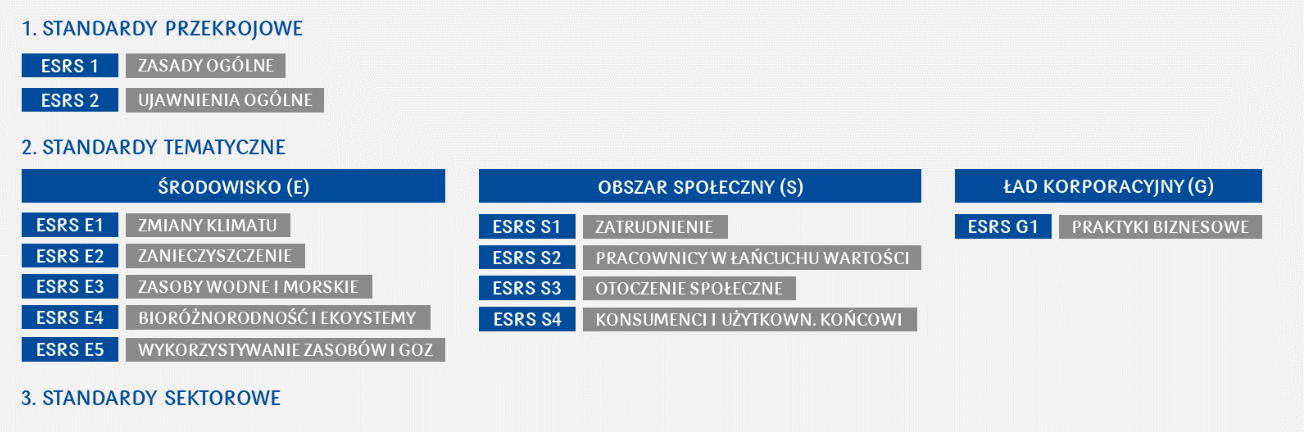 1. STANDARDY PRZEKROJOWE
ESRS 1 ZASADY OGÓLNE
ESRS 2 UJAWNIENIA OGÓLNE
2. STANDARDY TEMATYCZNE
ŚRODOWISKO (E)
ESRS E1 ZMIANY KLIMATU
ESRS E2 ZANIECZYSZCZENIE
ESRS E3 ZASOBY WODNE I MORSKIE
ESRS E4 BIORÓŻNORODNOŚĆ I EKOYSTEMY
ESRS E5 WYKORZYSTYWANIE ZASOBÓW I GOZ
OBSZAR SPOŁECZNY (S)
ESRS S1 ZATRUDNIENIE
ESRS S2 PRACOWNICY W ŁAŃCUCHU WARTOŚCI
ESRS S3 OTOCZENIE SPOŁECZNE
ESRS S4 KONSUMENCI I UŻYTKOWN. KOŃCOWI
ŁAD KORPORACYJNY (G)
ESRS G1 PRAKTYKI BIZNESOWE
3. STANDARDY SEKTOROWE